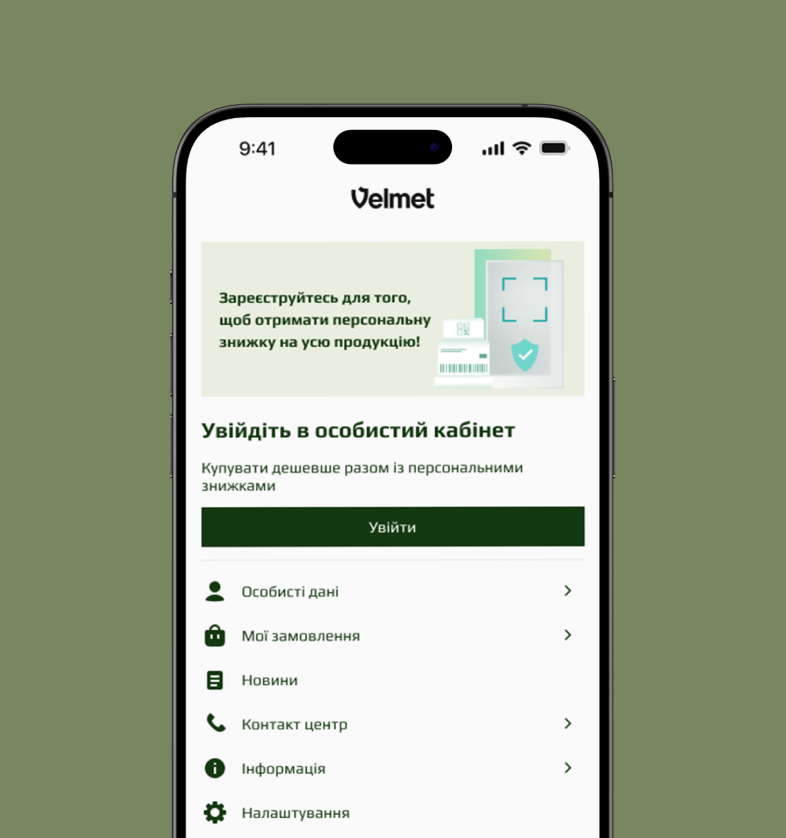 9:41
Velmet
Зареєструйтесь для того,
щоб отримати персональну
знижку на усю продукцію!
Увійдіть в особистий кабінет
Купувати дешевше разом із персональними
знижками
Увійти
Особисті дані
Мої замовлення
Новини
Контакт центр
Інформація
Налаштування